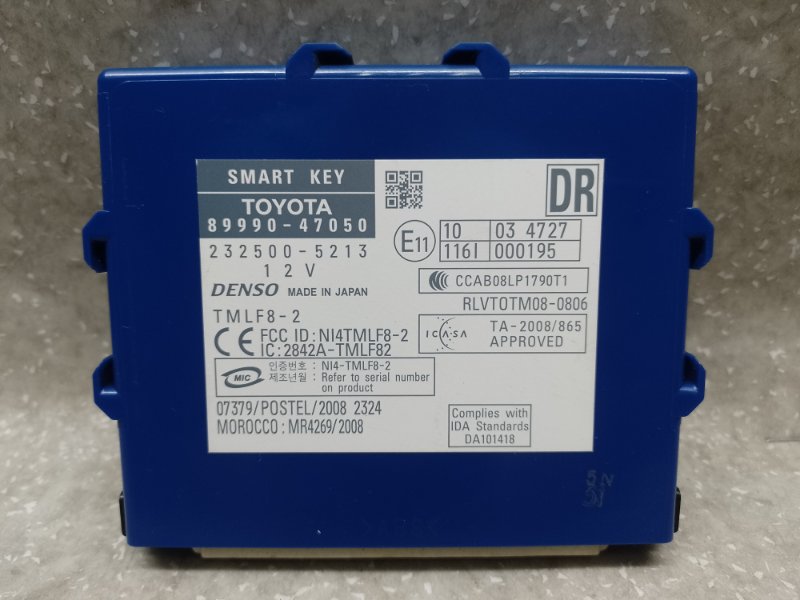 SMART KEY
TOYOTA
89990-47050
232500-5213
12V
DENSO MADE IN JAPAN
TMLF8-2
CE FCC ID: NI4TMLF8-2
IC: 2842A-TMLF82
MIC 인증번호 : NI4-TMLF8-2
제조년월 : Refer to serial number
on product
07379/POSTEL/2008 2324
MOROCCO: MR4269/2008
DR
E11
10 03 4727
116I 000195
CCAB08LP1790T1
RLVTOTM08-0806
ICASA TA-2008/865
APPROVED
Complies with
IDA Standards
DA101418
5N